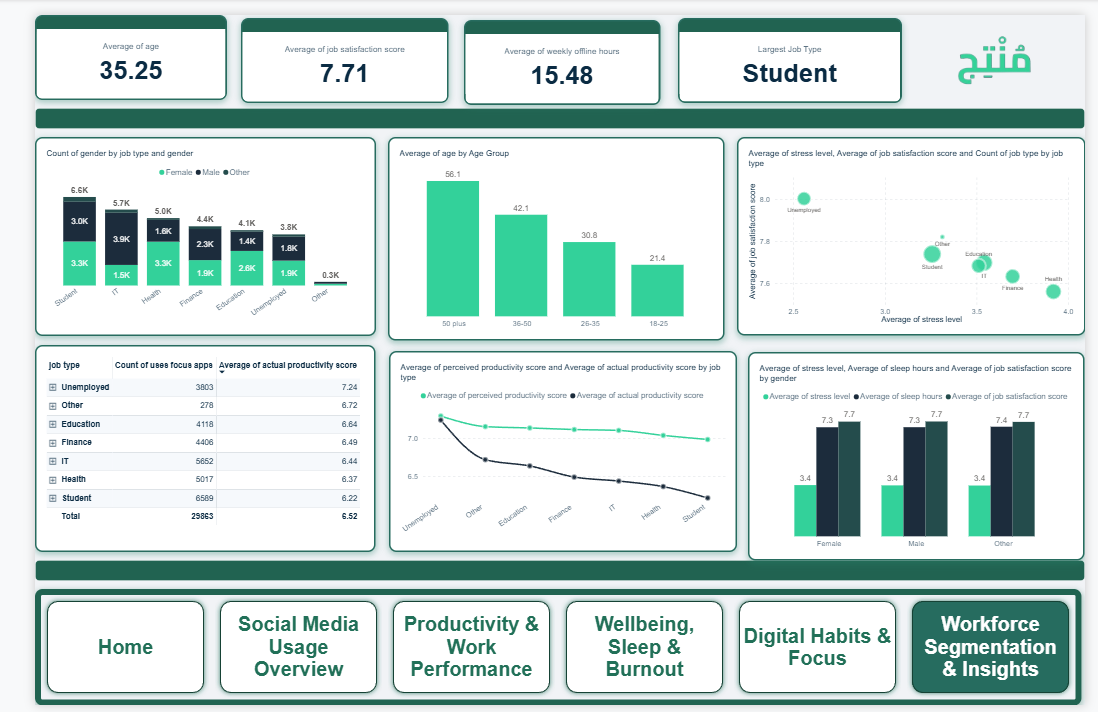 Average of age
35.25
Average of job satisfaction score
7.71
Average of weekly offline hours
15.48
Largest Job Type
Student
مُنْتِج
Count of gender by job type and gender
Female Male Other
6.6K
3.0K
3.3K
5.7K
3.9K
1.5K
5.0K
1.6K
3.3K
4.4K
2.3K
1.9K
4.1K
1.4K
2.6K
3.8K
1.8K
1.9K
0.3K
Student IT Health Finance Education Unemployed Other
Average of age by Age Group
56.1
42.1
30.8
21.4
50 plus 36-50 26-35 18-25
Average of stress level, Average of job satisfaction score and Count of job type by job
type
Average of job satisfaction score
8.0
7.8
7.6
Unemployed
Other
Student
Education
IT
Finance
Health
2.5 3.0 3.5 4.0
Average of stress level
job type Count of uses focus apps Average of actual productivity score
Unemployed 3803 7.24
Other 278 6.72
Education 4118 6.64
Finance 4406 6.49
IT 5652 6.44
Health 5017 6.37
Student 6589 6.22
Total 29863 6.52
Average of perceived productivity score and Average of actual productivity score by job
type
Average of perceived productivity score Average of actual productivity score
7.0
6.5
Unemployed Other Education Finance IT Health Student
Average of stress level, Average of sleep hours and Average of job satisfaction score
by gender
Average of stress level Average of sleep hours Average of job satisfaction score
3.4 7.3 7.7
3.4 7.3 7.7
3.4 7.4 7.7
Female Male Other
Home
Social Media
Usage
Overview
Productivity &
Work
Performance
Wellbeing,
Sleep &
Burnout
Digital Habits &
Focus
Workforce
Segmentation
& Insights